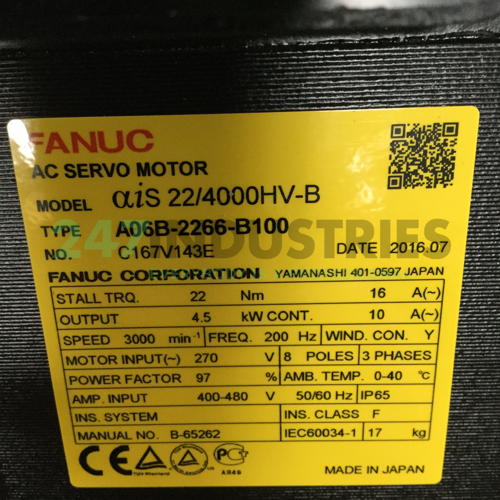 FANUC
AC SERVO MOTOR
MODEL αiS 22/4000HV-B
TYPE A06B-2266-B100
NO. C167V143E DATE 2016.07
247INDUSTRIES
FANUC CORPORATION YAMANASHI 401-0597 JAPAN
STALL TRQ. 22 Nm 16 A(~)
OUTPUT 4.5 kW CONT. 10 A(~)
SPEED 3000 min⁻¹ FREQ. 200 Hz WIND. CON. Y
MOTOR INPUT(~) 270 V 8 POLES 3 PHASES
POWER FACTOR 97 % AMB. TEMP. 0-40 ℃
AMP. INPUT 400-480 V 50/60 Hz IP65
INS. SYSTEM INS. CLASS F
MANUAL NO. B-65262 IEC60034-1 17 kg
CE
AB46
MADE IN JAPAN